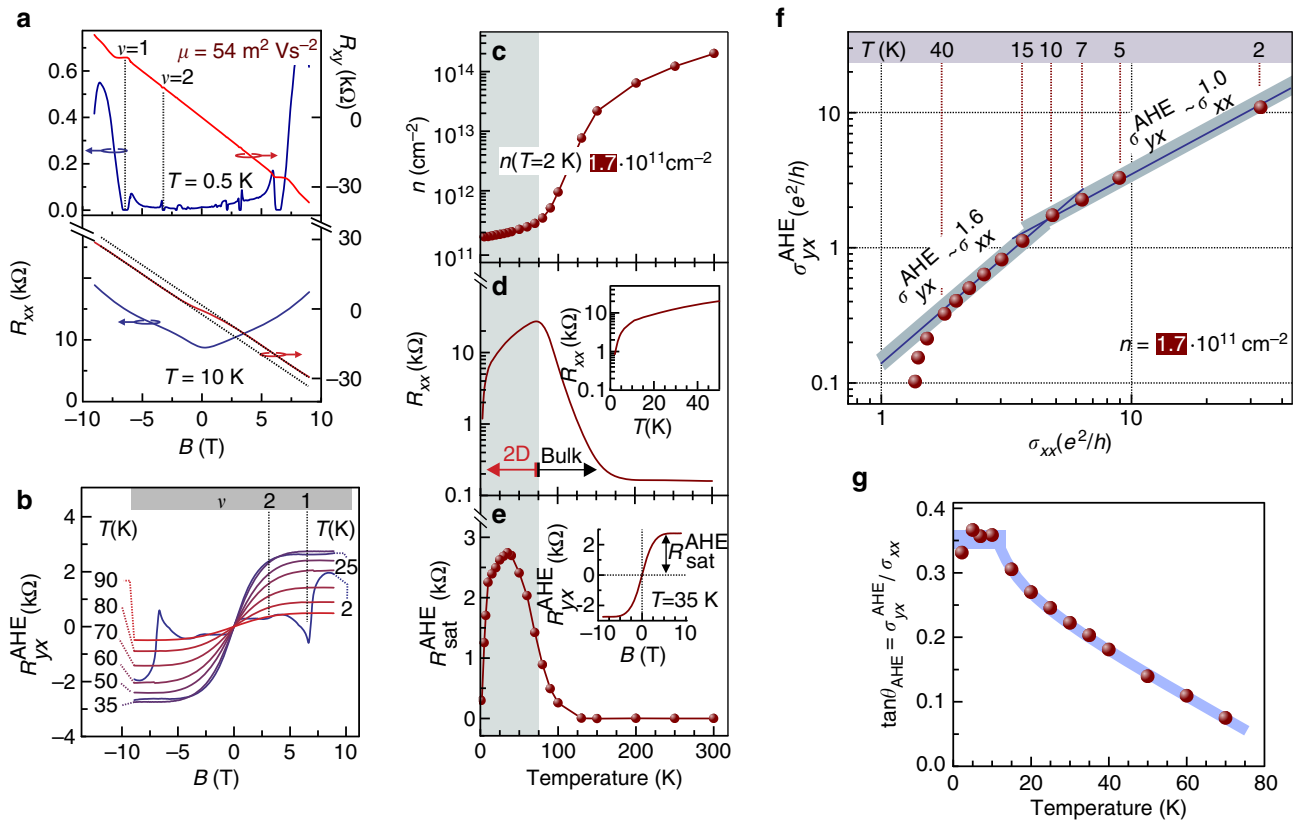 a
μ = 54 m² Vs⁻²
ν=1
ν=2
T = 0.5 K
0.6
0.4
0.2
0.0
R_xy (kΩ)
0
−30
R_xx (kΩ)
10
30
0
−30
T = 10 K
−10 −5 0 5 10
B (T)
b
ν 2 1
T(K) T(K)
R_yx^AHE (kΩ)
4
2
0
−2
−4
90
80
70
60
50
35
25
2
−10 −5 0 5 10
B (T)
c
n (cm⁻²)
10¹⁴
10¹³
10¹²
10¹¹
n(T=2 K) 1.7·10¹¹cm⁻²
d
R_xx (kΩ)
10
1
0.1
2D Bulk
R_xx (kΩ)
10
1
0.1
0 20 40
T(K)
e
R_sat^AHE (kΩ)
3
2
1
0
R_yx^AHE (kΩ)
2
0
−2
R_sat^AHE
T=35 K
−10 0 10
B (T)
0 50 100 150 200 250 300
Temperature (K)
f
T (K) 40 15 10 7 5 2
σ_yx^AHE (e²/h)
10
1
0.1
σ_yx^AHE ~σ_xx^1.0
σ_yx^AHE ~σ_xx^1.6
n = 1.7·10¹¹ cm⁻²
1 10
σ_xx(e²/h)
g
tanθ_AHE = σ_yx^AHE/ σ_xx
0.4
0.3
0.2
0.1
0.0
0 20 40 60 80
Temperature (K)